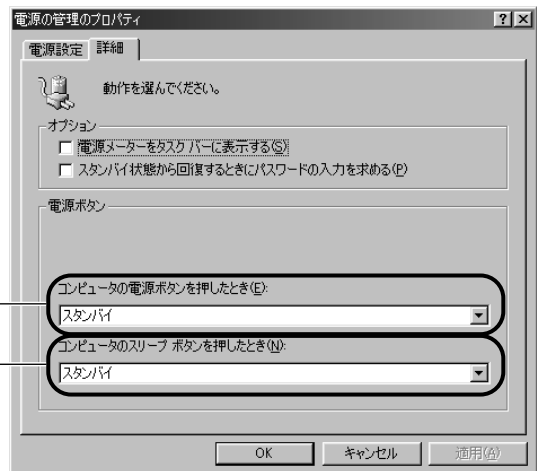 電源の管理のプロパティ
電源設定 詳細
動作を選んでください。
オプション
電源メーターをタスク バーに表示する(S)
スタンバイ状態から回復するときにパスワードの入力を求める(P)
電源ボタン
コンピュータの電源ボタンを押したとき(E):
スタンバイ
コンピュータのスリープ ボタンを押したとき(N):
スタンバイ
OK キャンセル 適用(A)